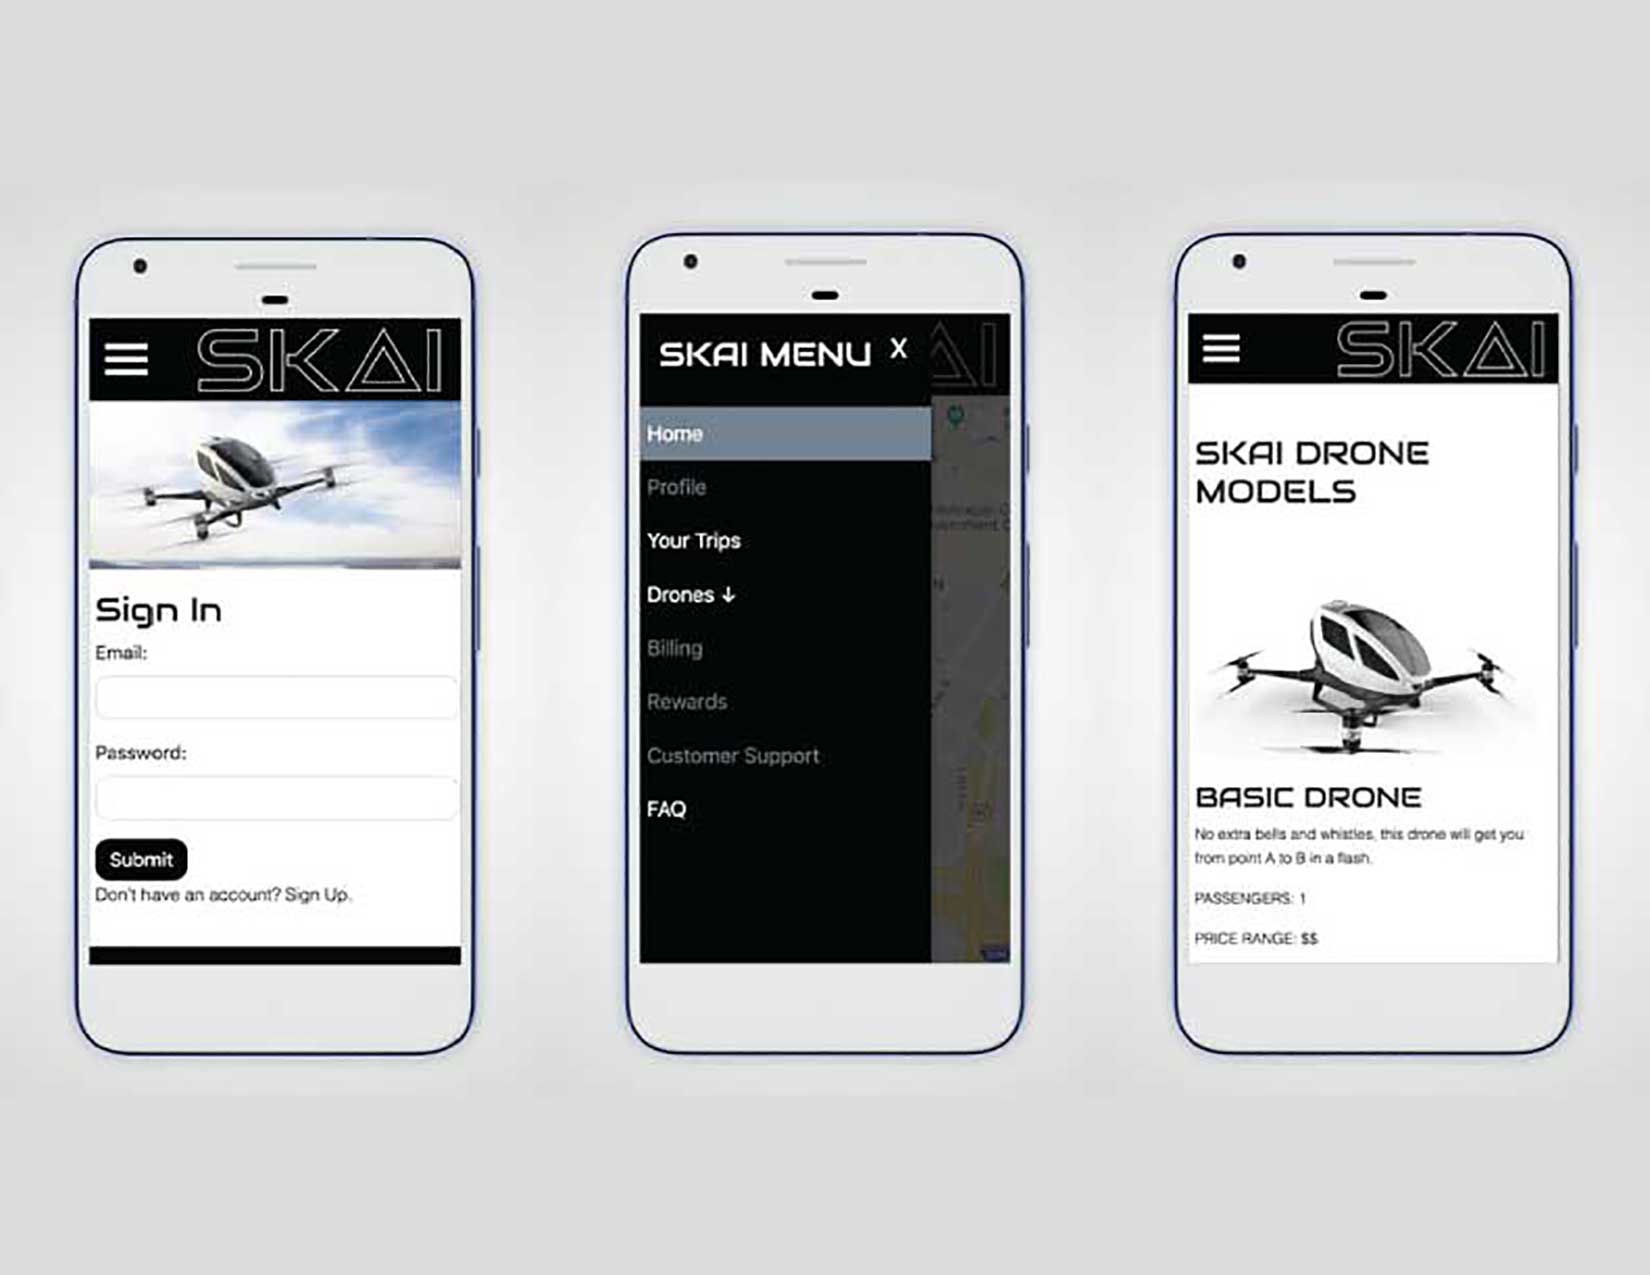 SKAI
Sign In
Email:
Password:
Submit
Don't have an account? Sign Up.
SKAI MENU X
AI
Home
Profile
Your Trips
Drones ↓
Billing
Rewards
Customer Support
FAQ
SKAI
SKAI DRONE
MODELS
BASIC DRONE
No extra bells and whistles, this drone will get you
from point A to B in a flash.
PASSENGERS: 1
PRICE RANGE: $$